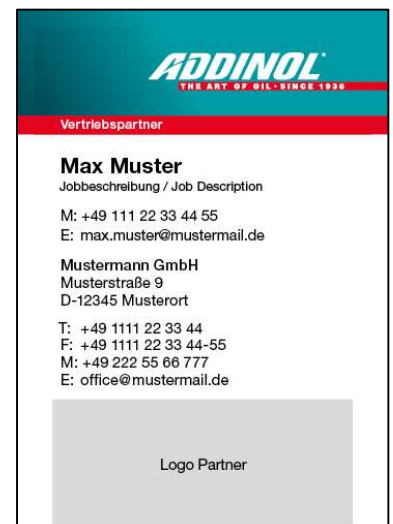 ADDINOL
THE ART OF OIL·SINCE 1936
Vertriebspartner
Max Muster
Jobbeschreibung / Job Description
M: +49 111 22 33 44 55
E: max.muster@mustermail.de
Mustermann GmbH
Musterstraße 9
D-12345 Musterort
T: +49 1111 22 33 44
F: +49 1111 22 33 44-55
M: +49 222 55 66 777
E: office@mustermail.de
Logo Partner